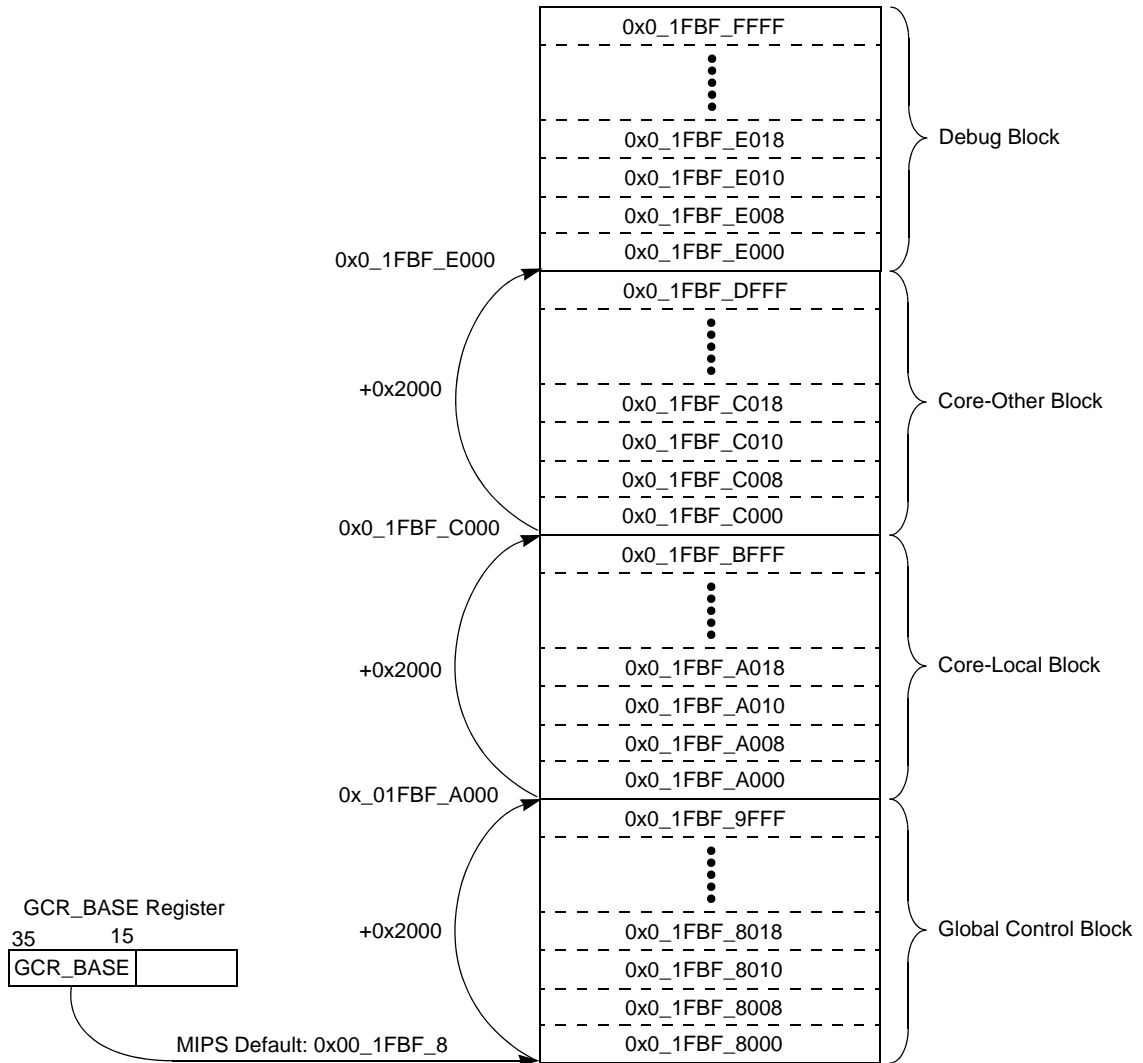 0x0_1FBF_FFFF
0x0_1FBF_E018
Debug Block
0x0_1FBF_E010
0x0_1FBF_E008
0x0_1FBF_E000
0x0_1FBF_E000
0x0_1FBF_DFFF
+0x2000
0x0_1FBF_C018
Core-Other Block
0x0_1FBF_C010
0x0_1FBF_C008
0x0_1FBF_C000
0x0_1FBF_C000
0x0_1FBF_BFFF
+0x2000
0x0_1FBF_A018
Core-Local Block
0x0_1FBF_A010
0x0_1FBF_A008
0x0_1FBF_A000
0x_01FBF_A000
0x0_1FBF_9FFF
GCR_BASE Register
35 15
GCR_BASE
+0x2000
0x0_1FBF_8018
Global Control Block
0x0_1FBF_8010
0x0_1FBF_8008
MIPS Default: 0x00_1FBF_8
0x0_1FBF_8000